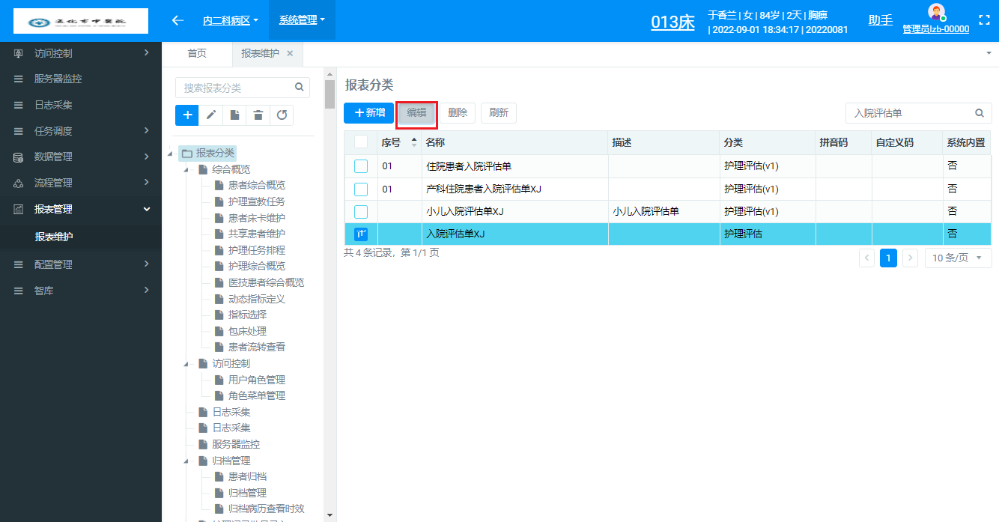 遵化市中医院
内二科病区
系统管理
013床
于香兰 | 女 | 84岁 | 2天 | 胸痹
| 2022-09-01 18:34:17 | 20220081
助手
管理员lzb-00000
访问控制
服务器监控
日志采集
任务调度
数据管理
流程管理
报表管理
报表维护
配置管理
智库
首页
报表维护
搜索报表分类
报表分类
综合概览
患者综合概览
护理宣教任务
患者床卡维护
共享患者维护
护理任务排程
护理综合概览
医技患者综合概览
动态指标定义
指标选择
包床处理
患者流转查看
访问控制
用户角色管理
角色菜单管理
日志采集
日志采集
服务器监控
归档管理
患者归档
归档管理
归档病历查看时效
报表分类
新增 编辑 删除 刷新
入院评估单
序号 名称 描述 分类 拼音码 自定义码 系统内置
01 住院患者入院评估单 护理评估(v1) 否
01 产科住院患者入院评估单XJ 护理评估(v1) 否
小儿入院评估单XJ 小儿入院评估单 护理评估(v1) 否
入院评估单XJ 护理评估 否
共 4 条记录，第 1/1 页
1
10 条/页